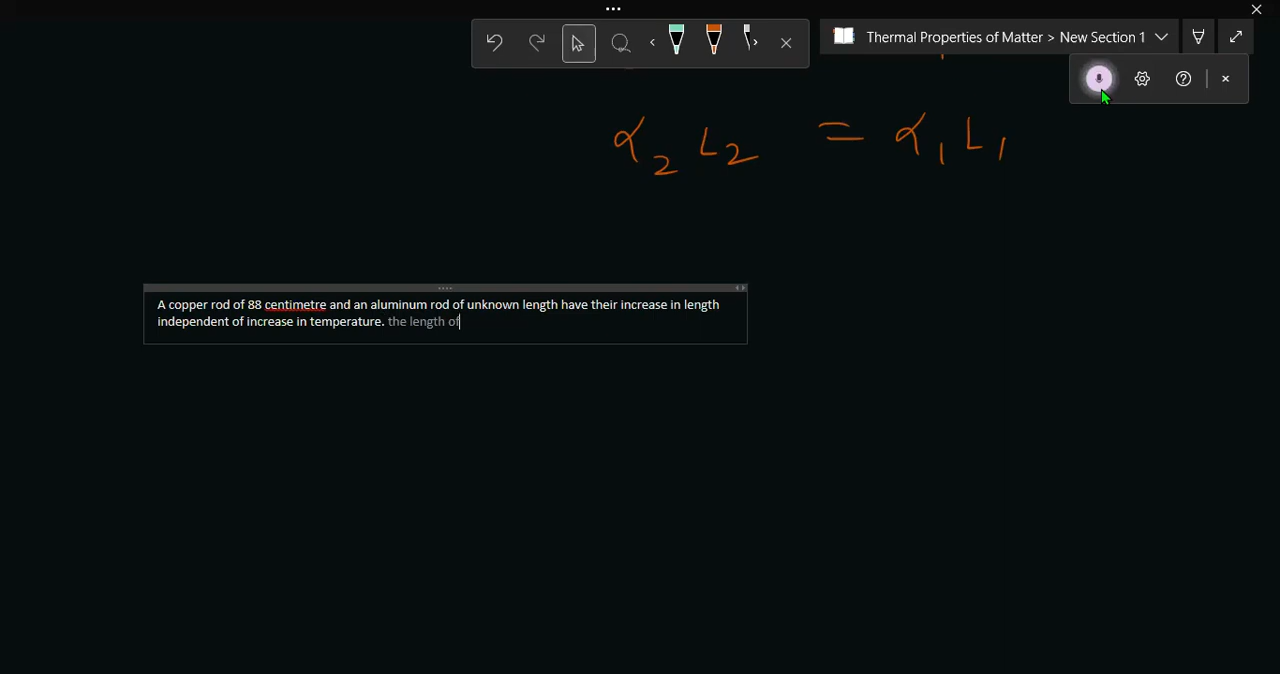 Thermal Properties of Matter > New Section 1
α₂ L₂ = α₁ L₁
A copper rod of 88 centimetre and an aluminum rod of unknown length have their increase in length
independent of increase in temperature. the length of